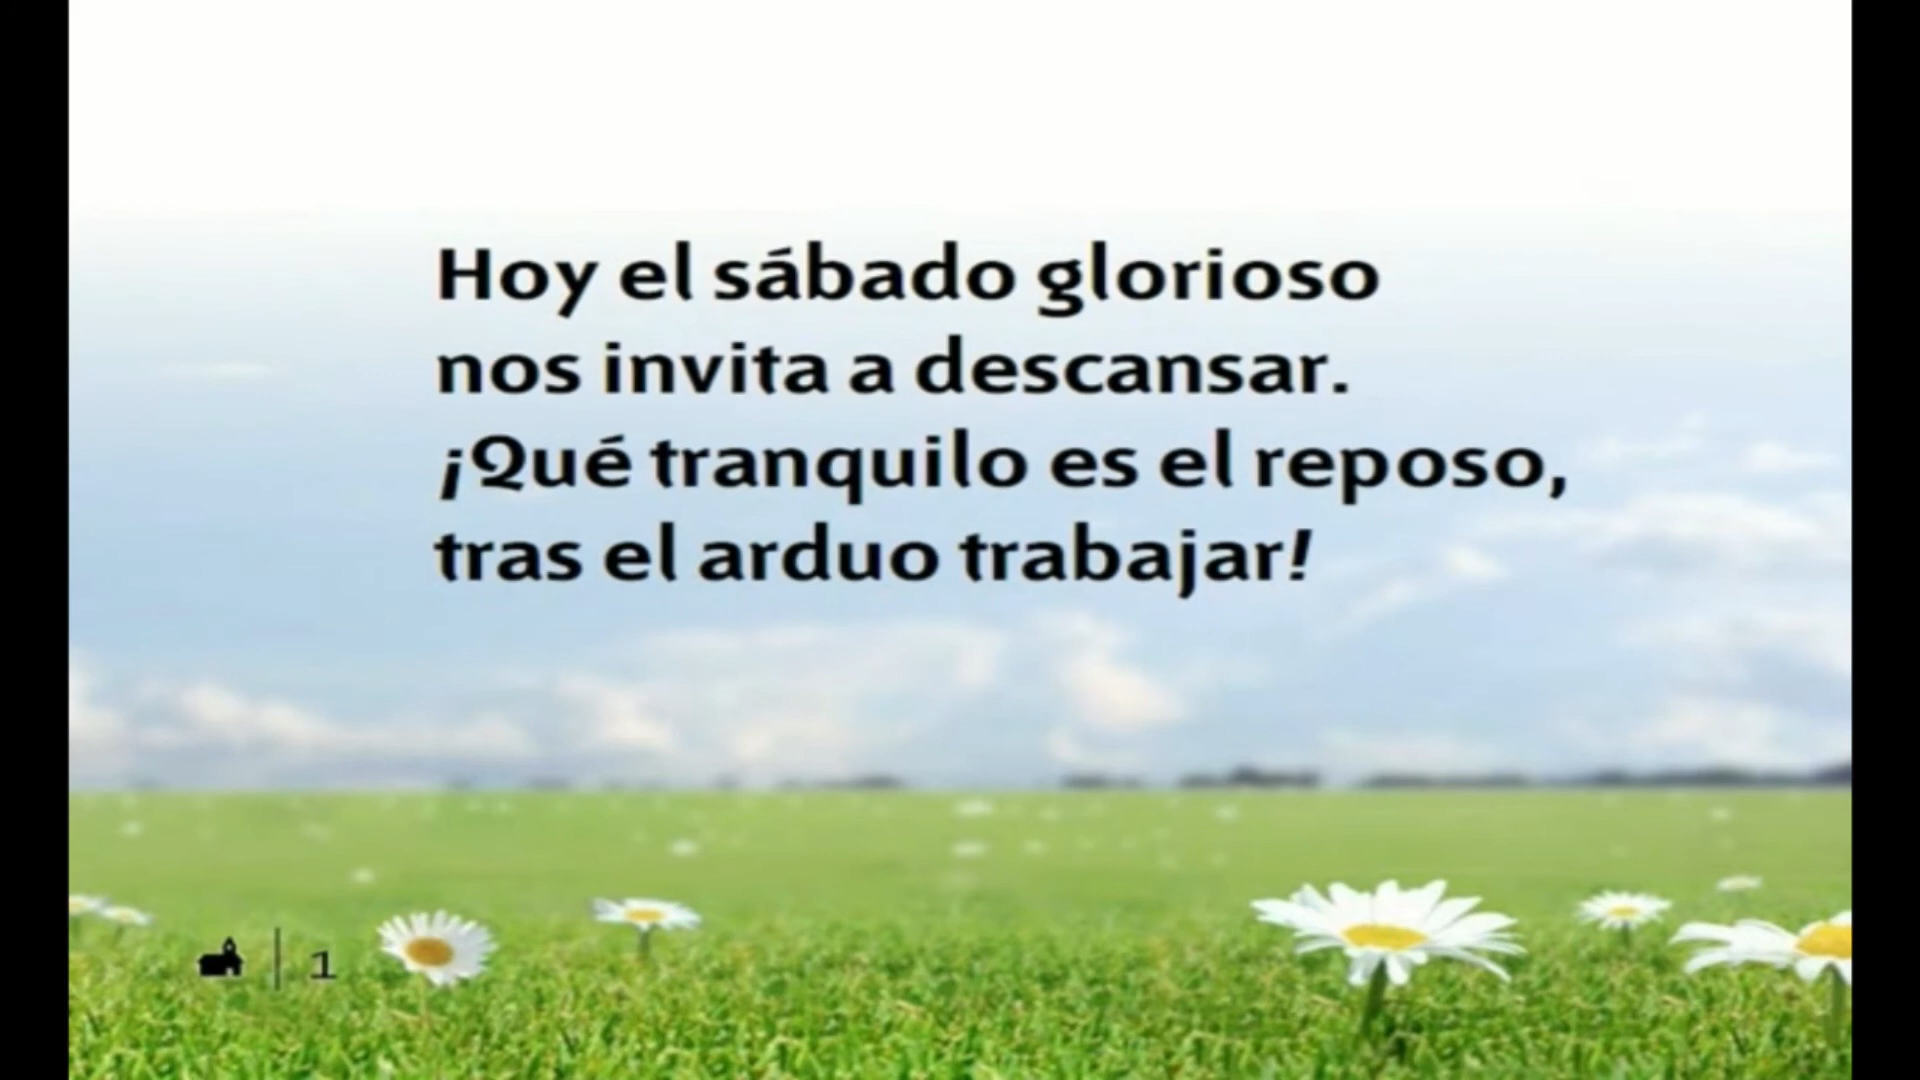 Hoy el sábado glorioso
nos invita a descansar.
¡Qué tranquilo es el reposo,
tras el arduo trabajar!
1